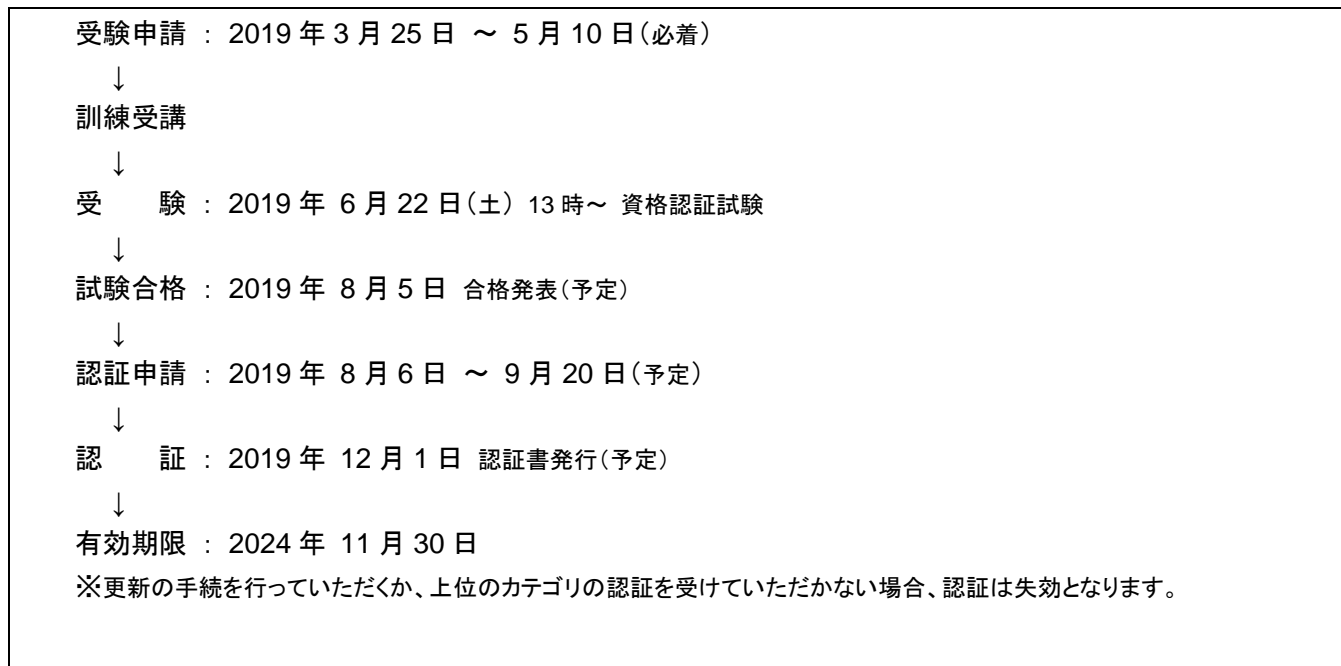 受験申請 : 2019 年 3 月 25 日 ～ 5 月 10 日(必着)
↓
訓練受講
↓
受　　験 : 2019 年 6 月 22 日(土) 13 時～ 資格認証試験
↓
試験合格 : 2019 年 8 月 5 日 合格発表(予定)
↓
認証申請 : 2019 年 8 月 6 日 ～ 9 月 20 日(予定)
↓
認　　証 : 2019 年 12 月 1 日 認証書発行(予定)
↓
有効期限 : 2024 年 11 月 30 日
※更新の手続を行っていただくか、上位のカテゴリの認証を受けていただかない場合、認証は失効となります。